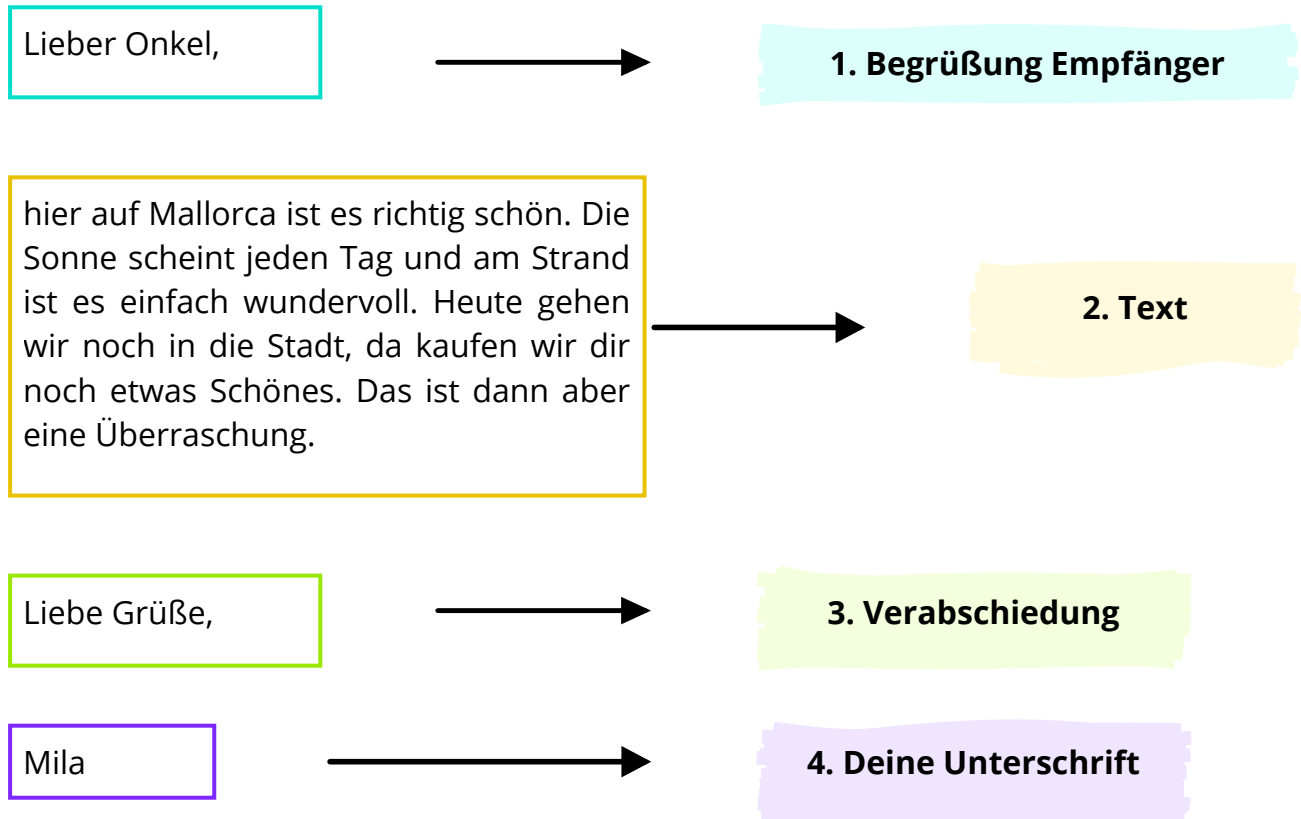 Lieber Onkel,
1. Begrüßung Empfänger
hier auf Mallorca ist es richtig schön. Die
Sonne scheint jeden Tag und am Strand
ist es einfach wundervoll. Heute gehen
wir noch in die Stadt, da kaufen wir dir
noch etwas Schönes. Das ist dann aber
eine Überraschung.
2. Text
Liebe Grüße,
3. Verabschiedung
Mila
4. Deine Unterschrift